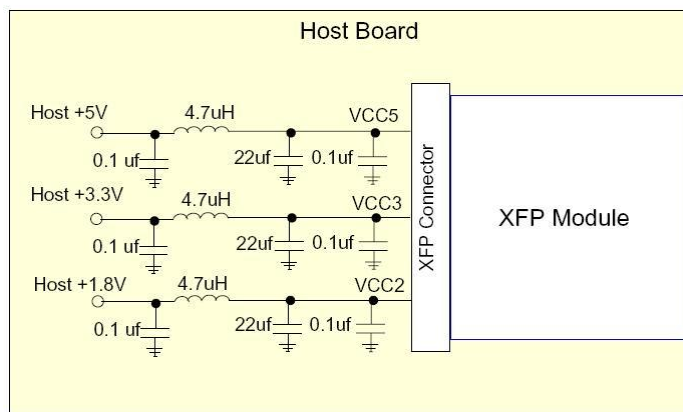 Host Board
Host +5V
4.7uH
VCC5
0.1 uf
22uf
0.1uf
Host +3.3V
4.7uH
VCC3
0.1 uf
22uf
0.1uf
Host +1.8V
4.7uH
VCC2
0.1 uf
22uf
0.1uf
XFP Connector
XFP Module